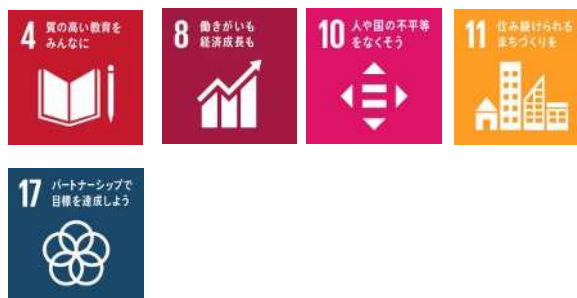 4 質の高い教育を
みんなに
8 働きがいも
経済成長も
10 人や国の不平等
をなくそう
11 住み続けられる
まちづくりを
17 パートナーシップで
目標を達成しよう